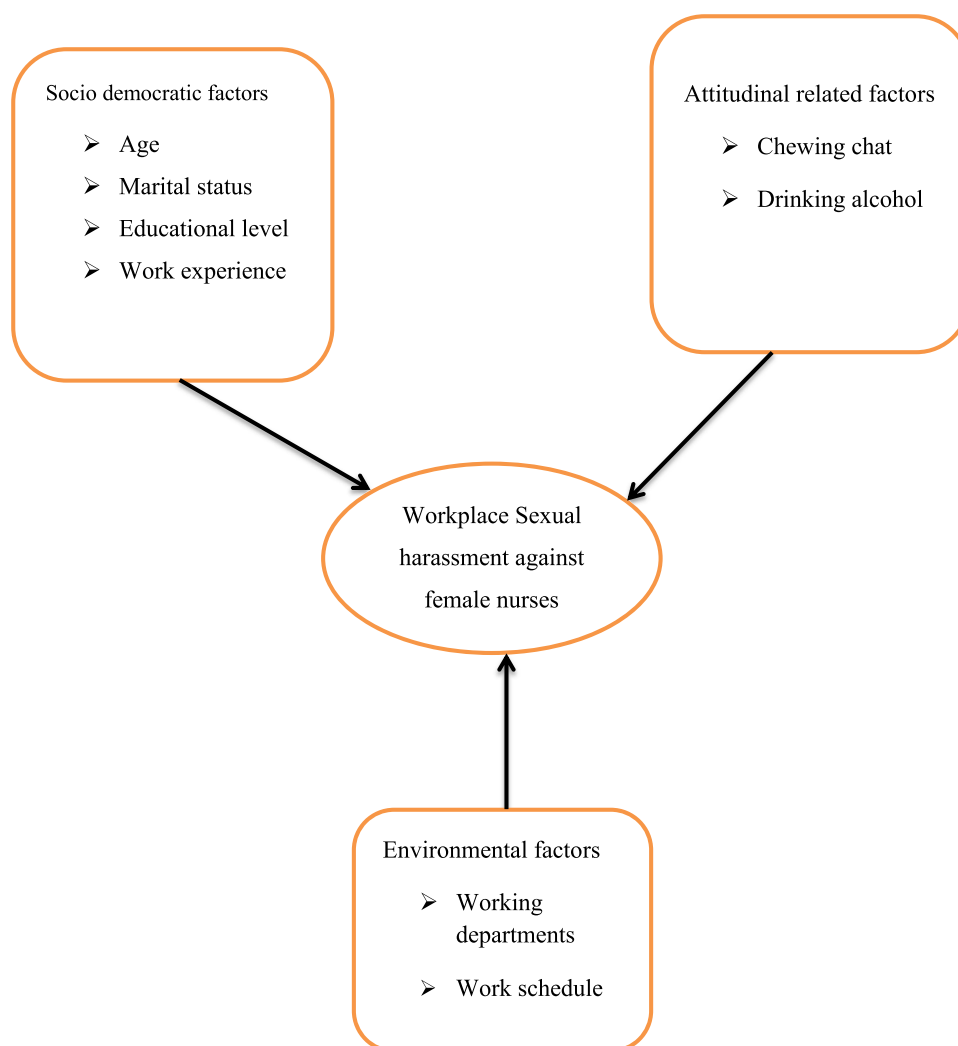 Socio democratic factors
➢ Age
➢ Marital status
➢ Educational level
➢ Work experience
Attitudinal related factors
➢ Chewing chat
➢ Drinking alcohol
Workplace Sexual
harassment against
female nurses
Environmental factors
➢ Working
departments
➢ Work schedule